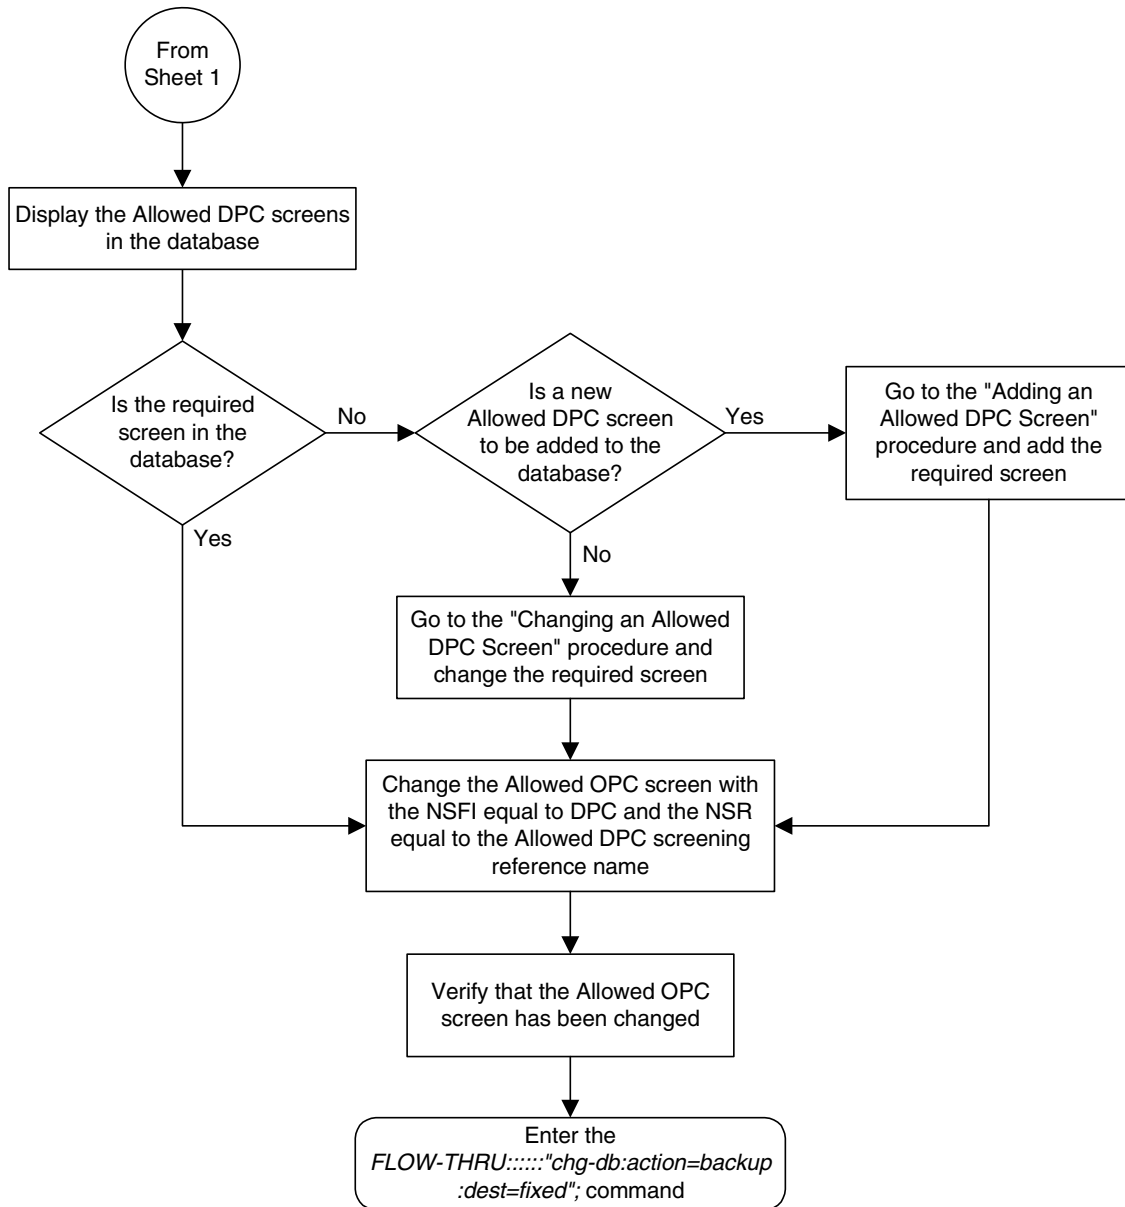 From
Sheet 1
Display the Allowed DPC screens
in the database
Is the required
screen in the
database?
No
Yes
Is a new
Allowed DPC screen
to be added to the
database?
Yes
No
Go to the "Adding an
Allowed DPC Screen"
procedure and add the
required screen
Go to the "Changing an Allowed
DPC Screen" procedure and
change the required screen
Change the Allowed OPC screen with
the NSFI equal to DPC and the NSR
equal to the Allowed DPC screening
reference name
Verify that the Allowed OPC
screen has been changed
Enter the
FLOW-THRU::::::"chg-db:action=backup
:dest=fixed"; command